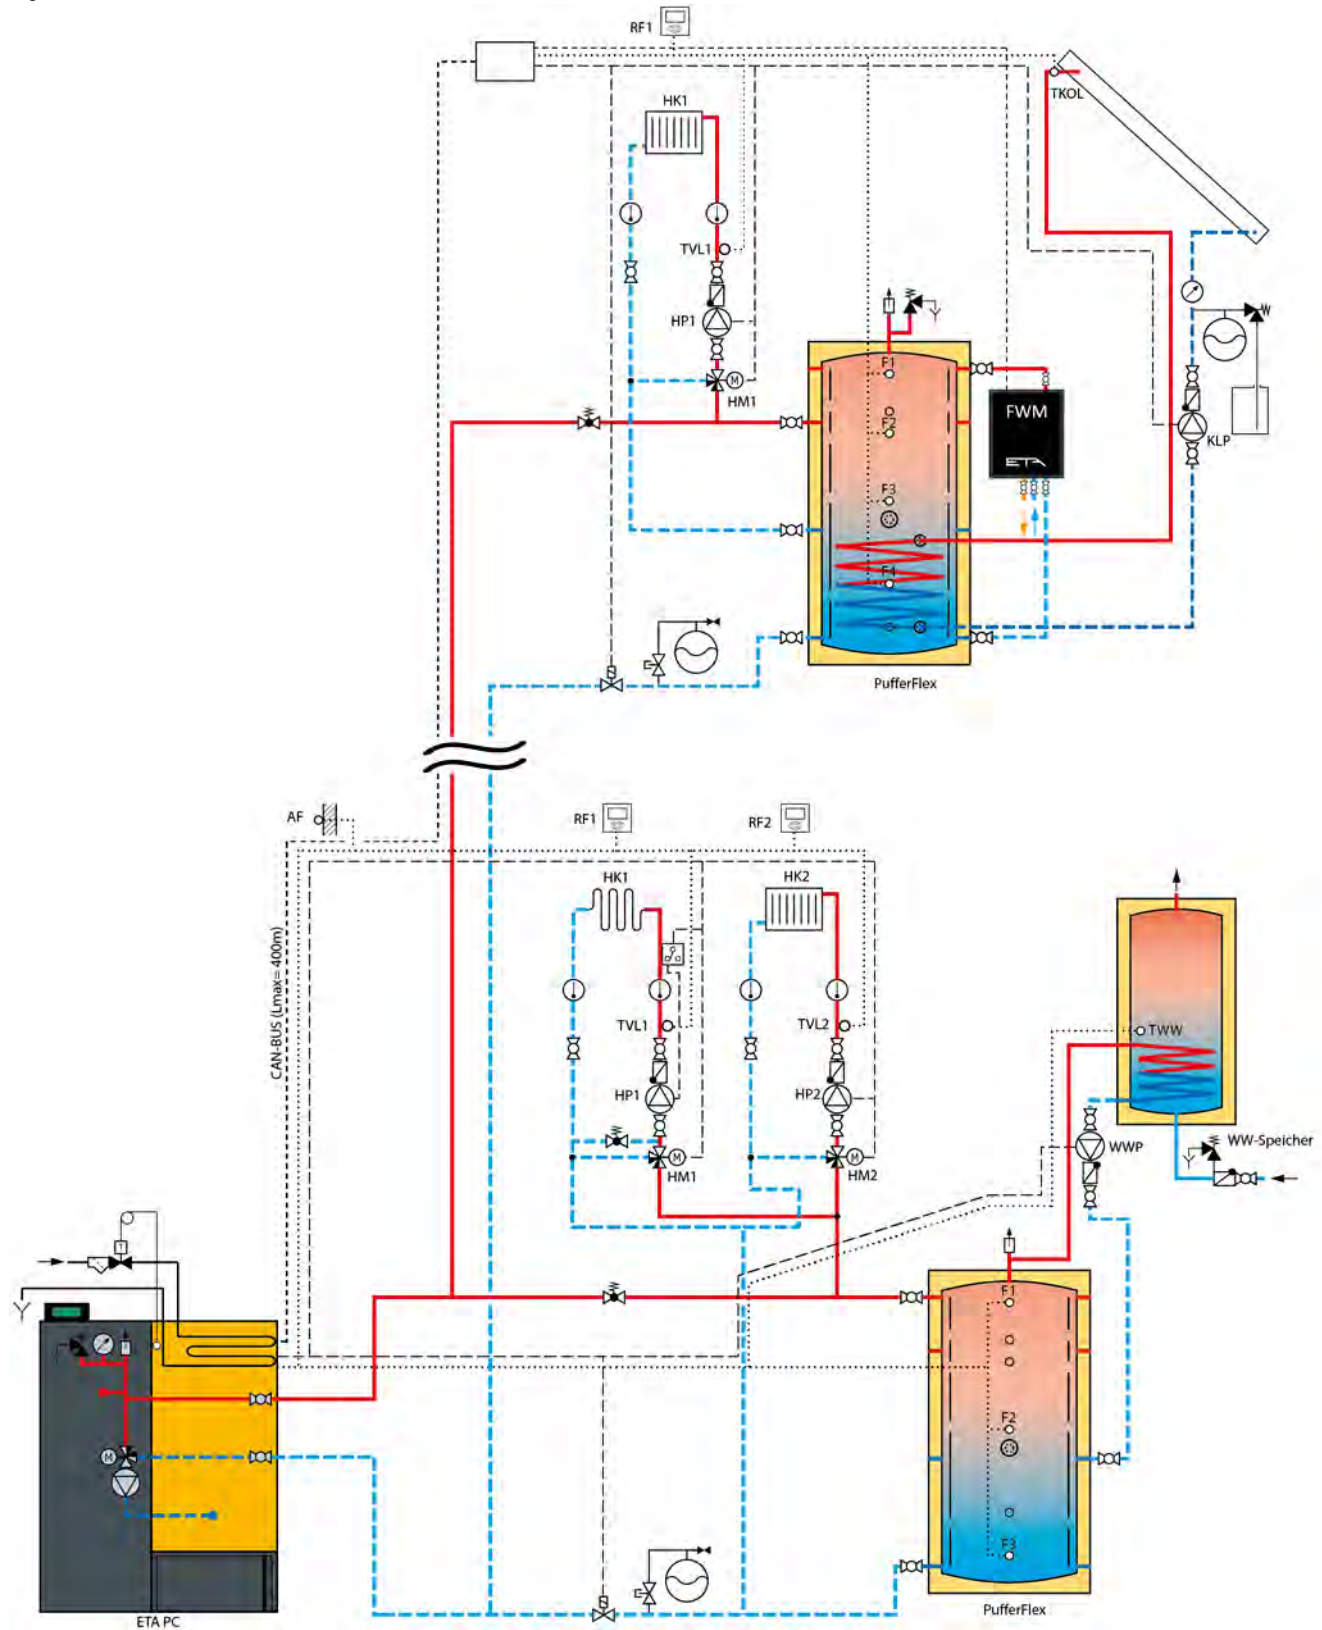 RF1
TKOL
HK1
TVL1
HP1
HM1
F1
F2
F3
F4
FWM
ETA
KLP
PufferFlex
AF
RF1
RF2
CAN-BUS (Lmax= 400m)
HK1
HK2
TVL1
TVL2
HP1
HP2
M
HM1
M
HM2
M
TWW
WWP
WW-Speicher
F1
F2
F3
M
ETA PC
PufferFlex